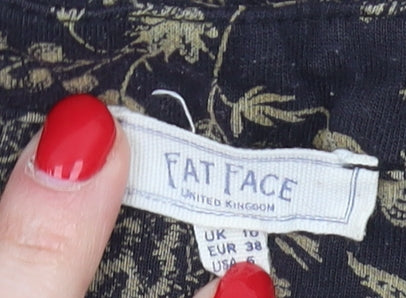 FAT FACE
UNITED KINGDOM
UK 10
EUR 38
USA 6